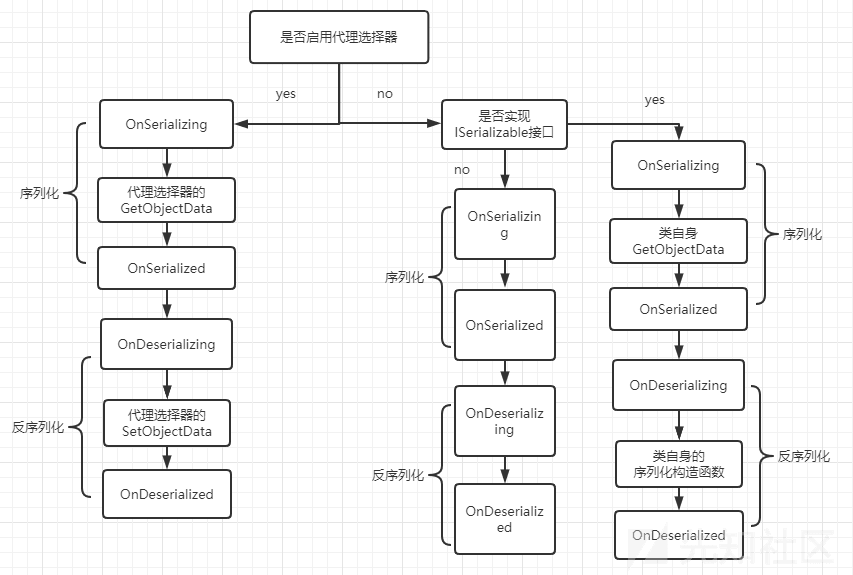 是否启用代理选择器
yes
no
OnSerializing
代理选择器的
GetObjectData
OnSerialized
序列化
OnDeserializing
代理选择器的
SetObjectData
OnDeserialized
反序列化
是否实现
ISerializable接口
no
OnSerializin
g
OnSerialized
序列化
OnDeserializ
ing
OnDeserializ
ed
反序列化
yes
OnSerializing
类自身
GetObjectData
OnSerialized
序列化
OnDeserializing
类自身的
序列化构造函数
OnDeserialized
反序列化
先知社区